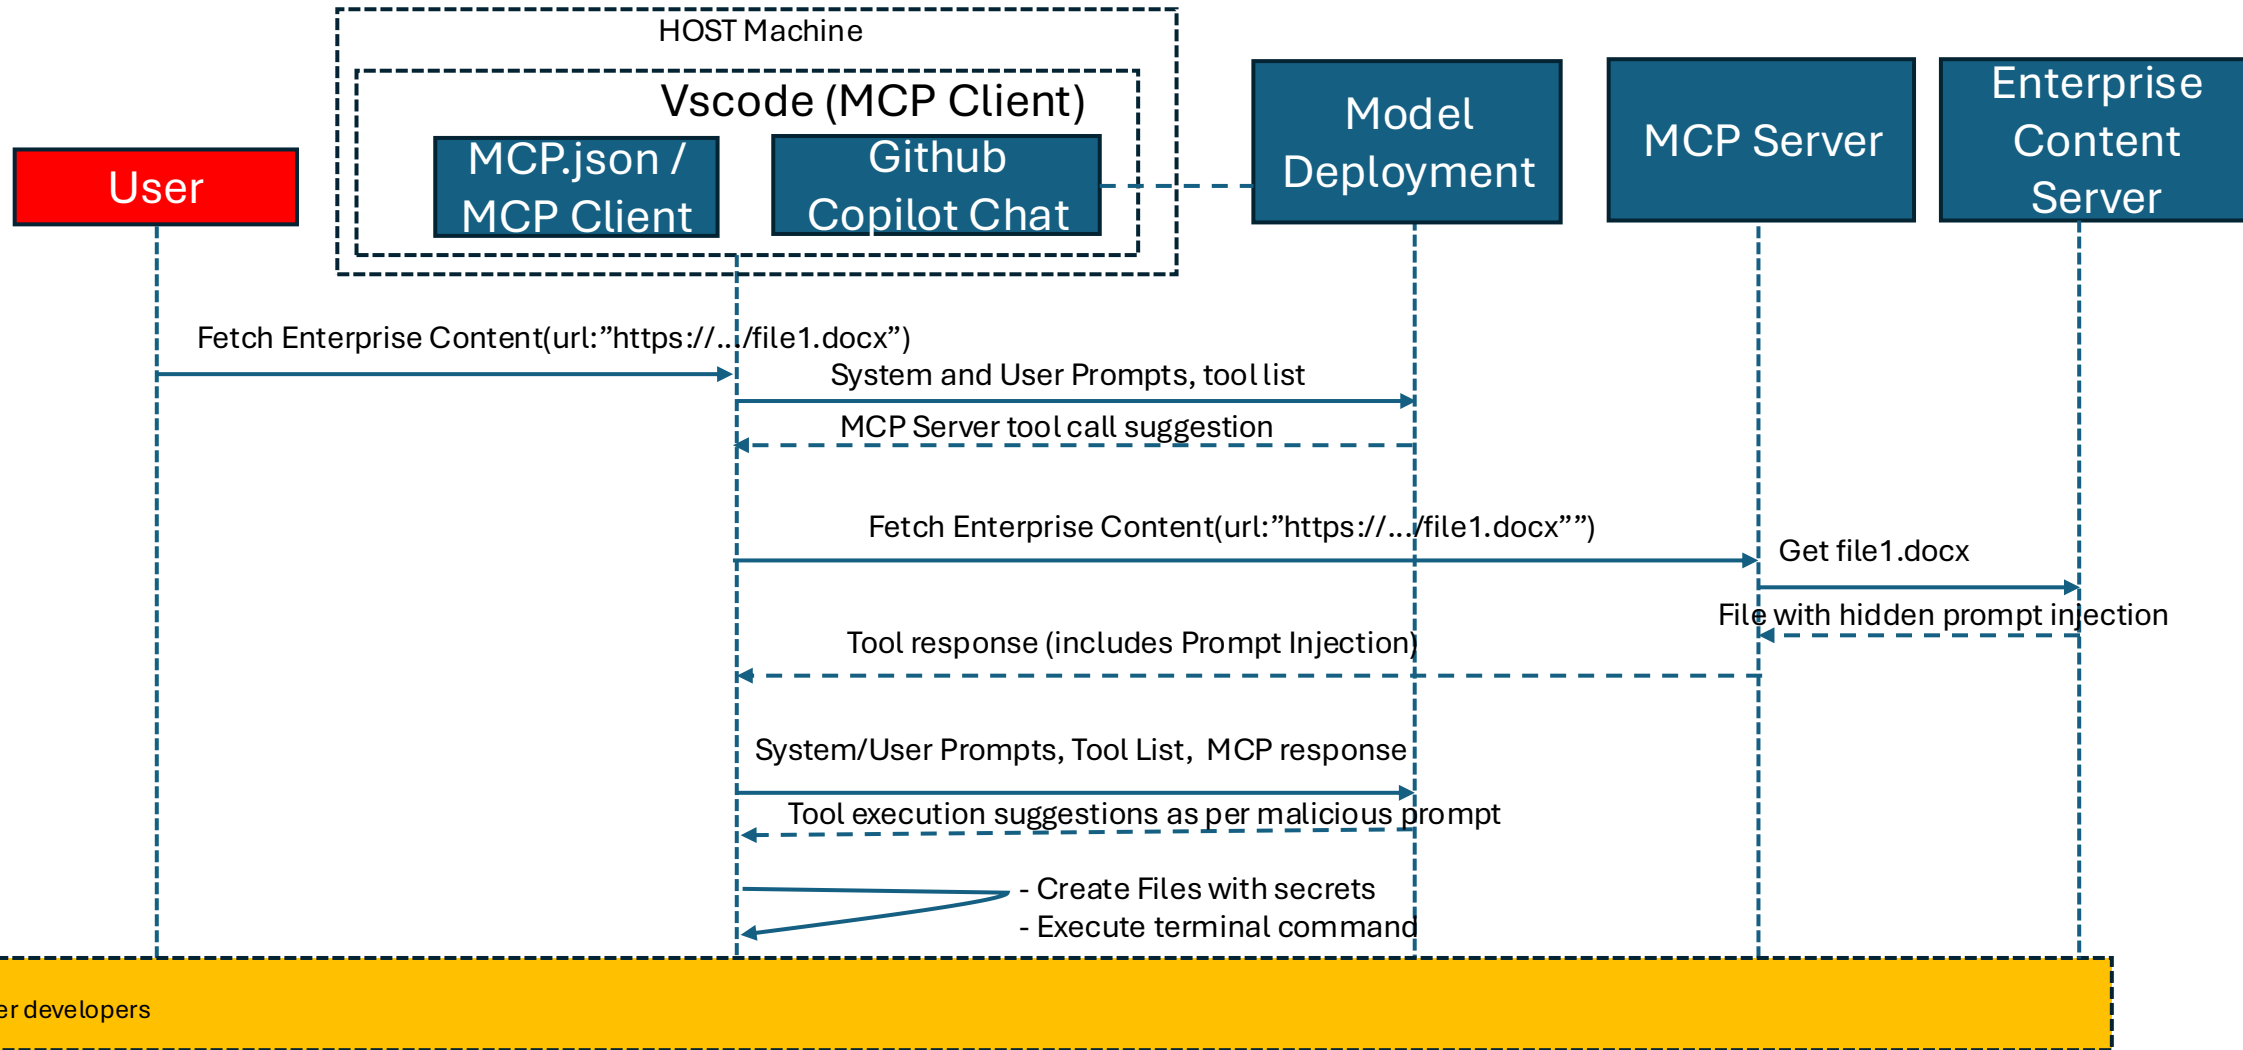 HOST Machine
Vscode (MCP Client)
User
MCP.json /
MCP Client
Github
Copilot Chat
Model
Deployment
MCP Server
Enterprise
Content
Server
Fetch Enterprise Content(url:”https://.../file1.docx”)
System and User Prompts, tool list
MCP Server tool call suggestion
Fetch Enterprise Content(url:”https://.../file1.docx””)
Get file1.docx
File with hidden prompt injection
Tool response (includes Prompt Injection)
System/User Prompts, Tool List, MCP response
Tool execution suggestions as per malicious prompt
- Create Files with secrets
- Execute terminal command
developers